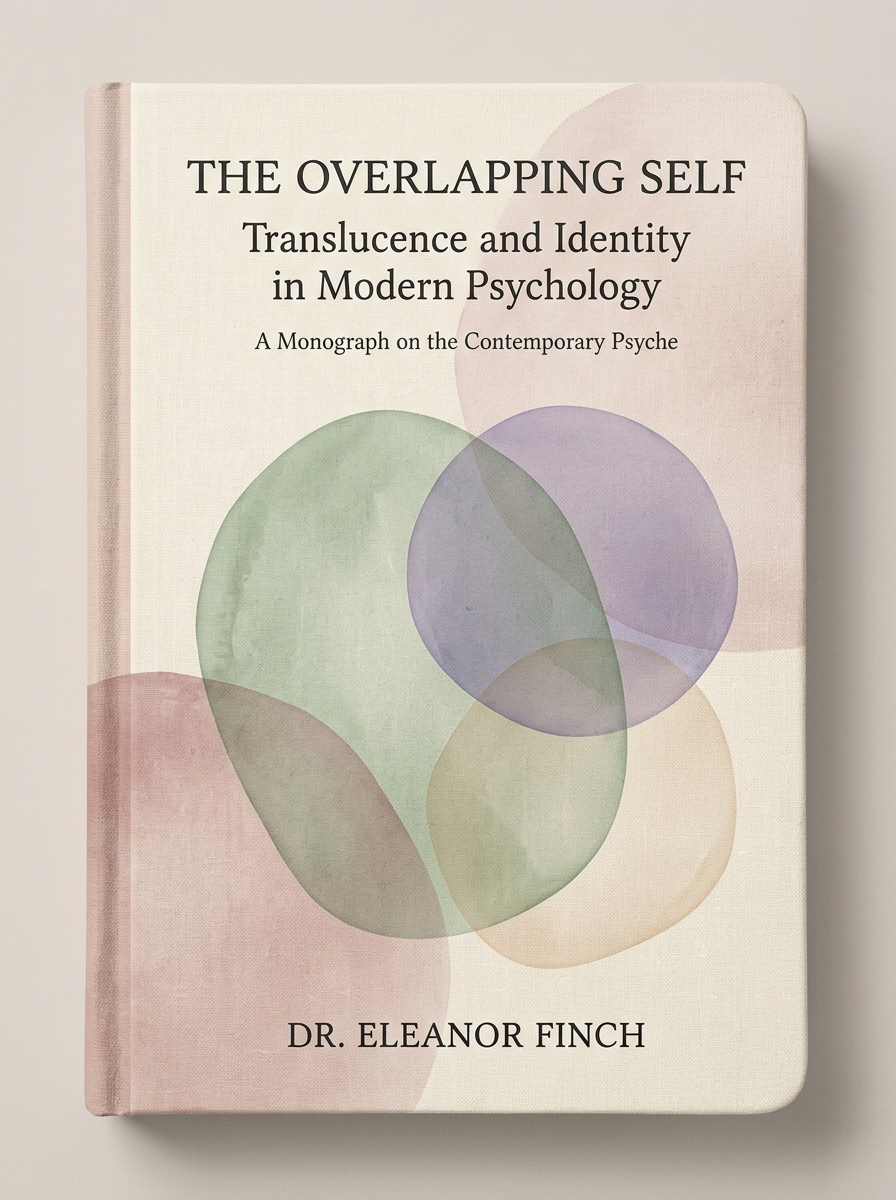 THE OVERLAPPING SELF
Translucence and Identity
in Modern Psychology
A Monograph on the Contemporary Psyche
DR. ELEANOR FINCH